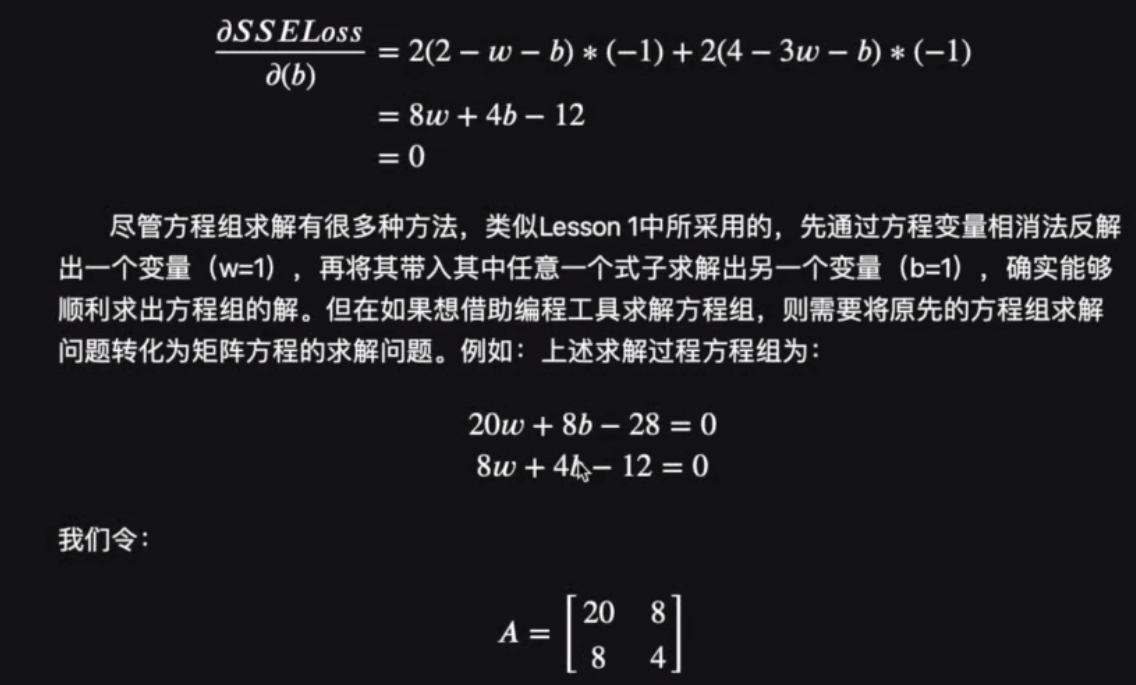 ∂SSELoss/∂(b) = 2(2 − w − b) * (−1) + 2(4 − 3w − b) * (−1)
= 8w + 4b − 12
= 0
尽管方程组求解有很多种方法，类似Lesson 1中所采用的，先通过方程变量相消法反解
出一个变量（w=1），再将其带入其中任意一个式子求解出另一个变量（b=1），确实能够
顺利求出方程组的解。但在如果想借助编程工具求解方程组，则需要将原先的方程组求解
问题转化为矩阵方程的求解问题。例如：上述求解过程方程组为：
20w + 8b − 28 = 0
8w + 4b − 12 = 0
我们令：
A = [20 8
8 4]